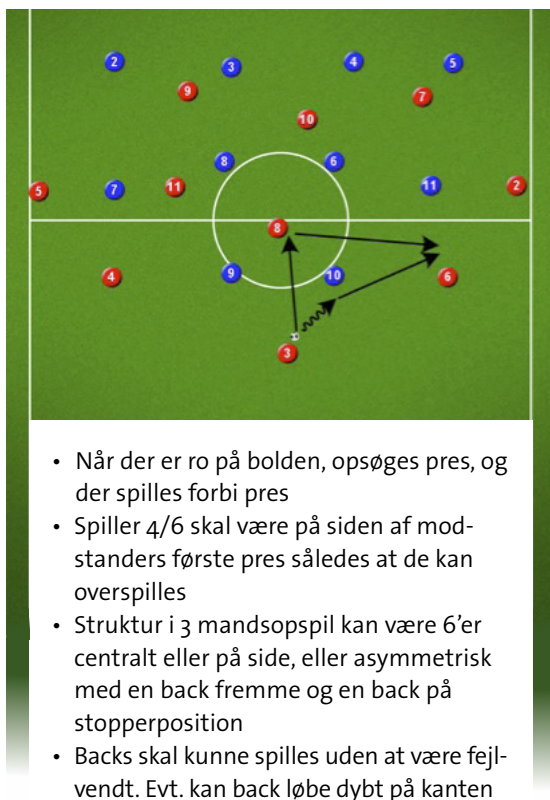 2 3 4 5
9 7
10
8 6
5 7 11 11 2
8
4 9 10 6
3
• Når der er ro på bolden, opsøges pres, og
der spilles forbi pres
• Spiller 4/6 skal være på siden af mod-
standers første pres således at de kan
overspilles
• Struktur i 3 mandsopspil kan være 6’er
centralt eller på side, eller asymmetrisk
med en back fremme og en back på
stopperposition
• Backs skal kunne spilles uden at være fejl-
vendt. Evt. kan back løbe dybt på kanten